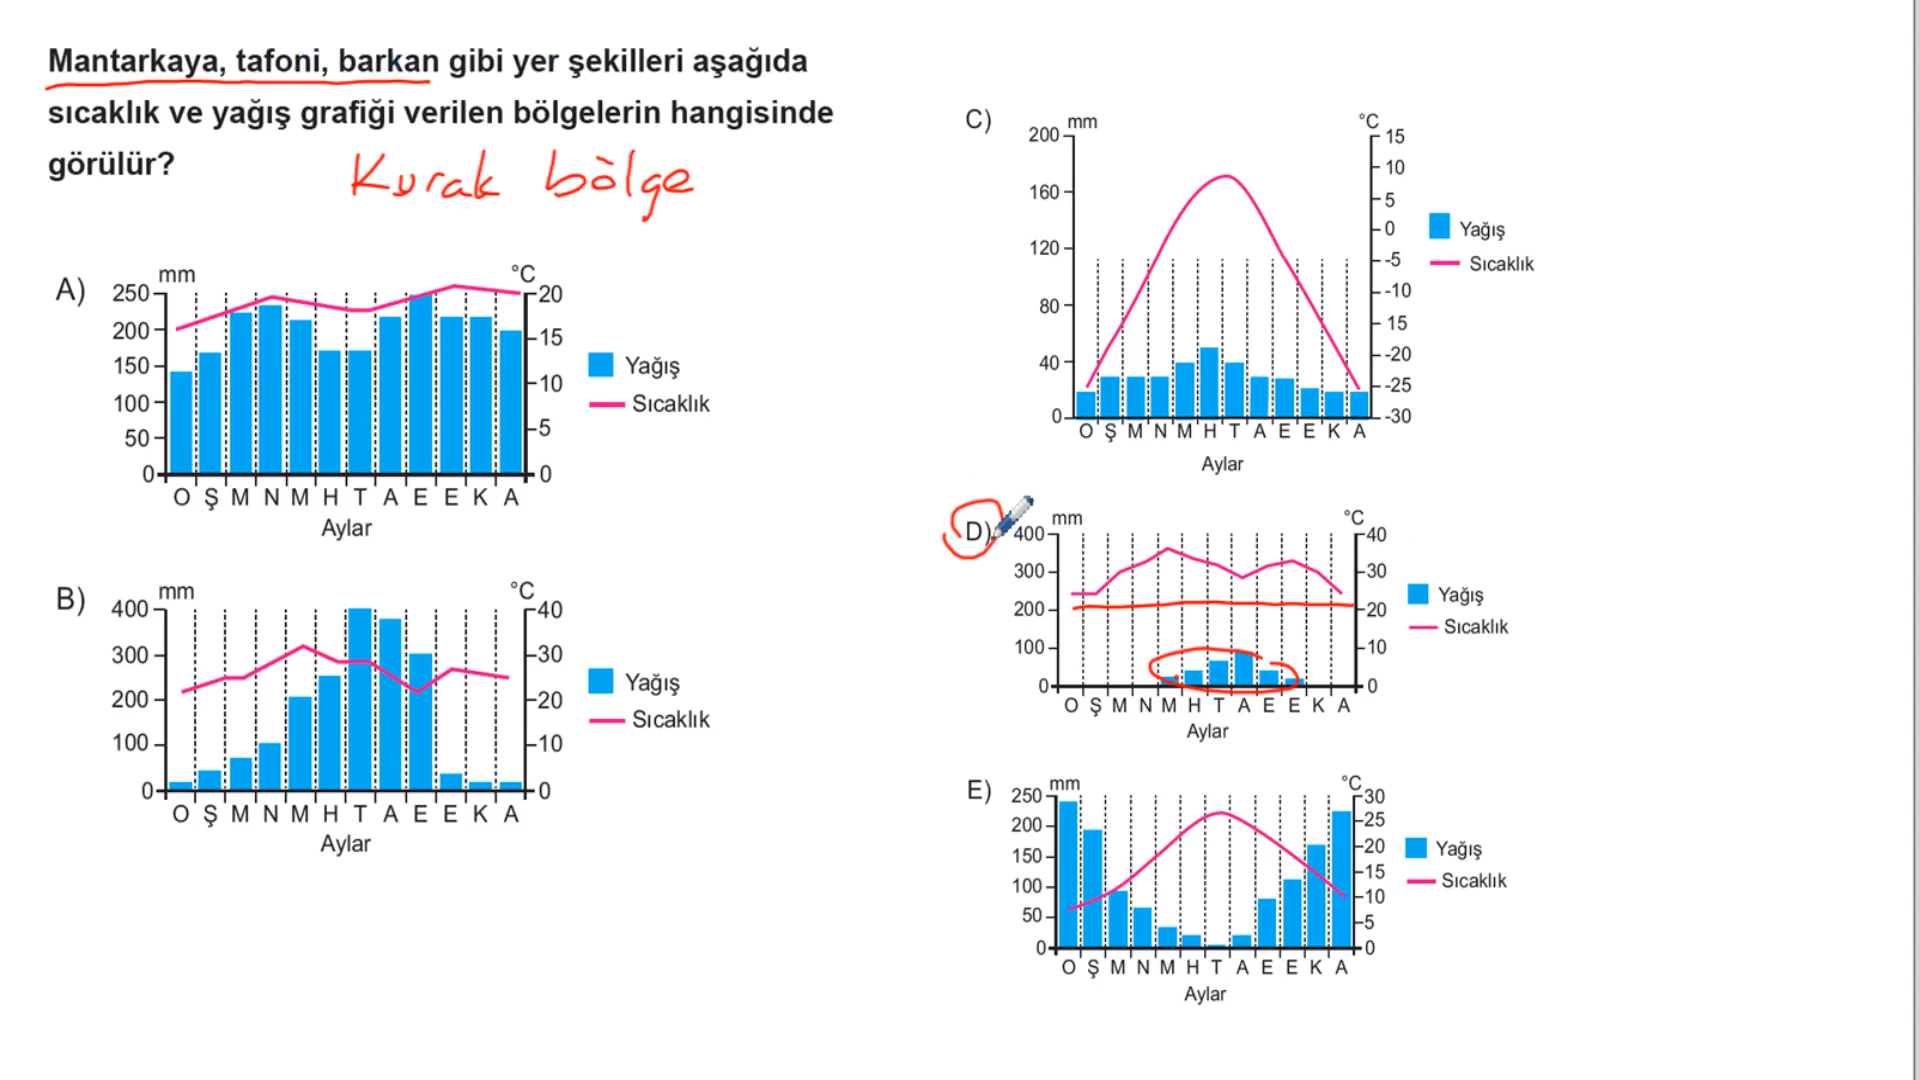 Mantarkaya, tafoni, barkan gibi yer şekilleri aşağıda
sıcaklık ve yağış grafiği verilen bölgelerin hangisinde
görülür?
Kurak bölge
A)
mm
°C
250
200
150
100
50
0
20
15
10
5
0
O Ş M N M H T A E E K A
Aylar
Yağış
Sıcaklık
B)
mm
°C
400
300
200
100
0
40
30
20
10
0
O Ş M N M H T A E E K A
Aylar
Yağış
Sıcaklık
C)
mm
°C
200
160
120
80
40
0
15
10
5
0
-5
-10
-15
-20
-25
-30
O Ş M N M H T A E E K A
Aylar
Yağış
Sıcaklık
D)
mm
°C
400
300
200
100
0
40
30
20
10
0
O Ş M N M H T A E E K A
Aylar
Yağış
Sıcaklık
E)
mm
°C
250
200
150
100
50
0
30
25
20
15
10
5
0
O Ş M N M H T A E E K A
Aylar
Yağış
Sıcaklık